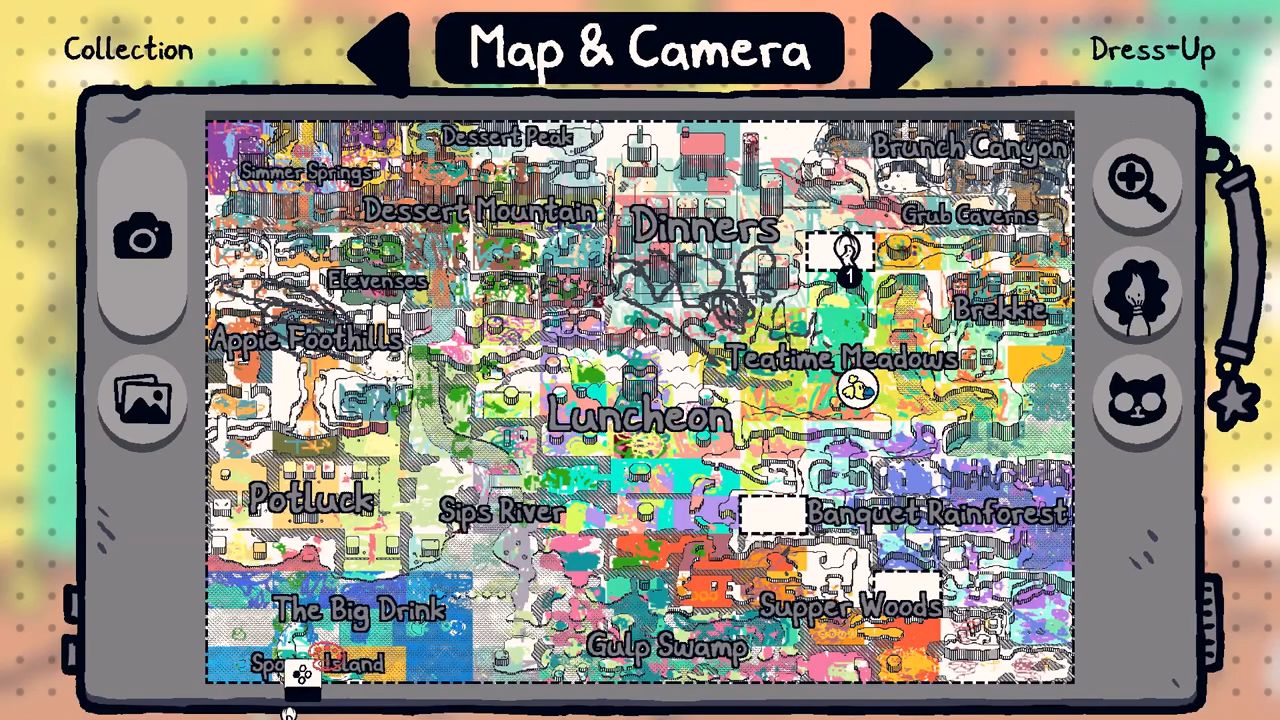 Collection
Map & Camera
Dress-Up
Dessert Peak
Brunch Canyon
Simmer Springs
Dessert Mountain
Dinners
Grub Caverns
1
Elevenses
Brekkie
Appie Foothills
Teatime Meadows
Luncheon
Potluck
Sips River
Banquet Rainforest
The Big Drink
Supper Woods
Gulp Swamp
Island